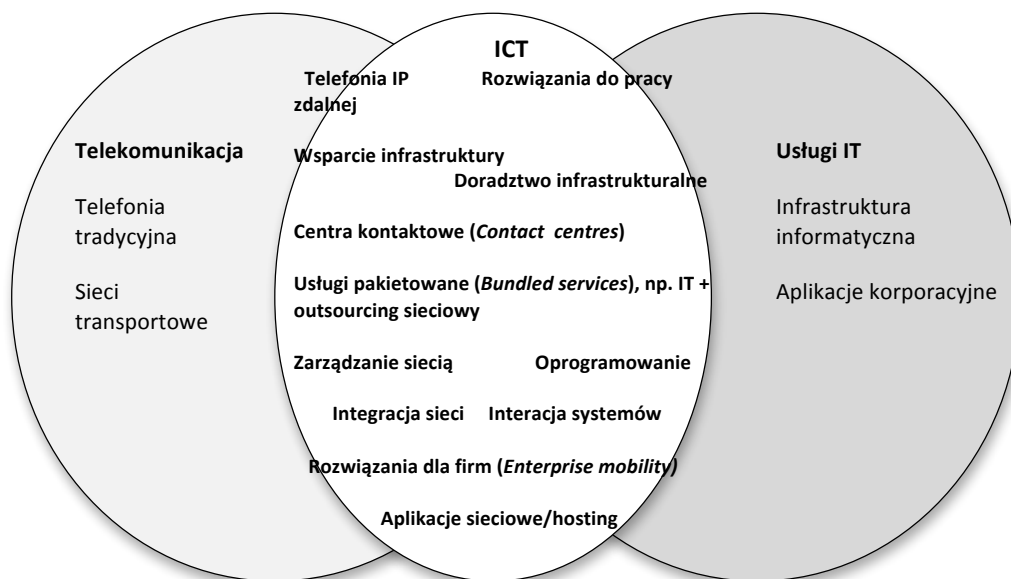 ICT
Telefonia IP Rozwiązania do pracy
zdalnej
Telekomunikacja
Telefonia
tradycyjna
Sieci
transportowe
Wsparcie infrastruktury
Doradztwo infrastrukturalne
Centra kontaktowe (Contact centres)
Usługi pakietowane (Bundled services), np. IT +
outsourcing sieciowy
Zarządzanie siecią Oprogramowanie
Integracja sieci Interacja systemów
Rozwiązania dla firm (Enterprise mobility)
Aplikacje sieciowe/hosting
Usługi IT
Infrastruktura
informatyczna
Aplikacje korporacyjne